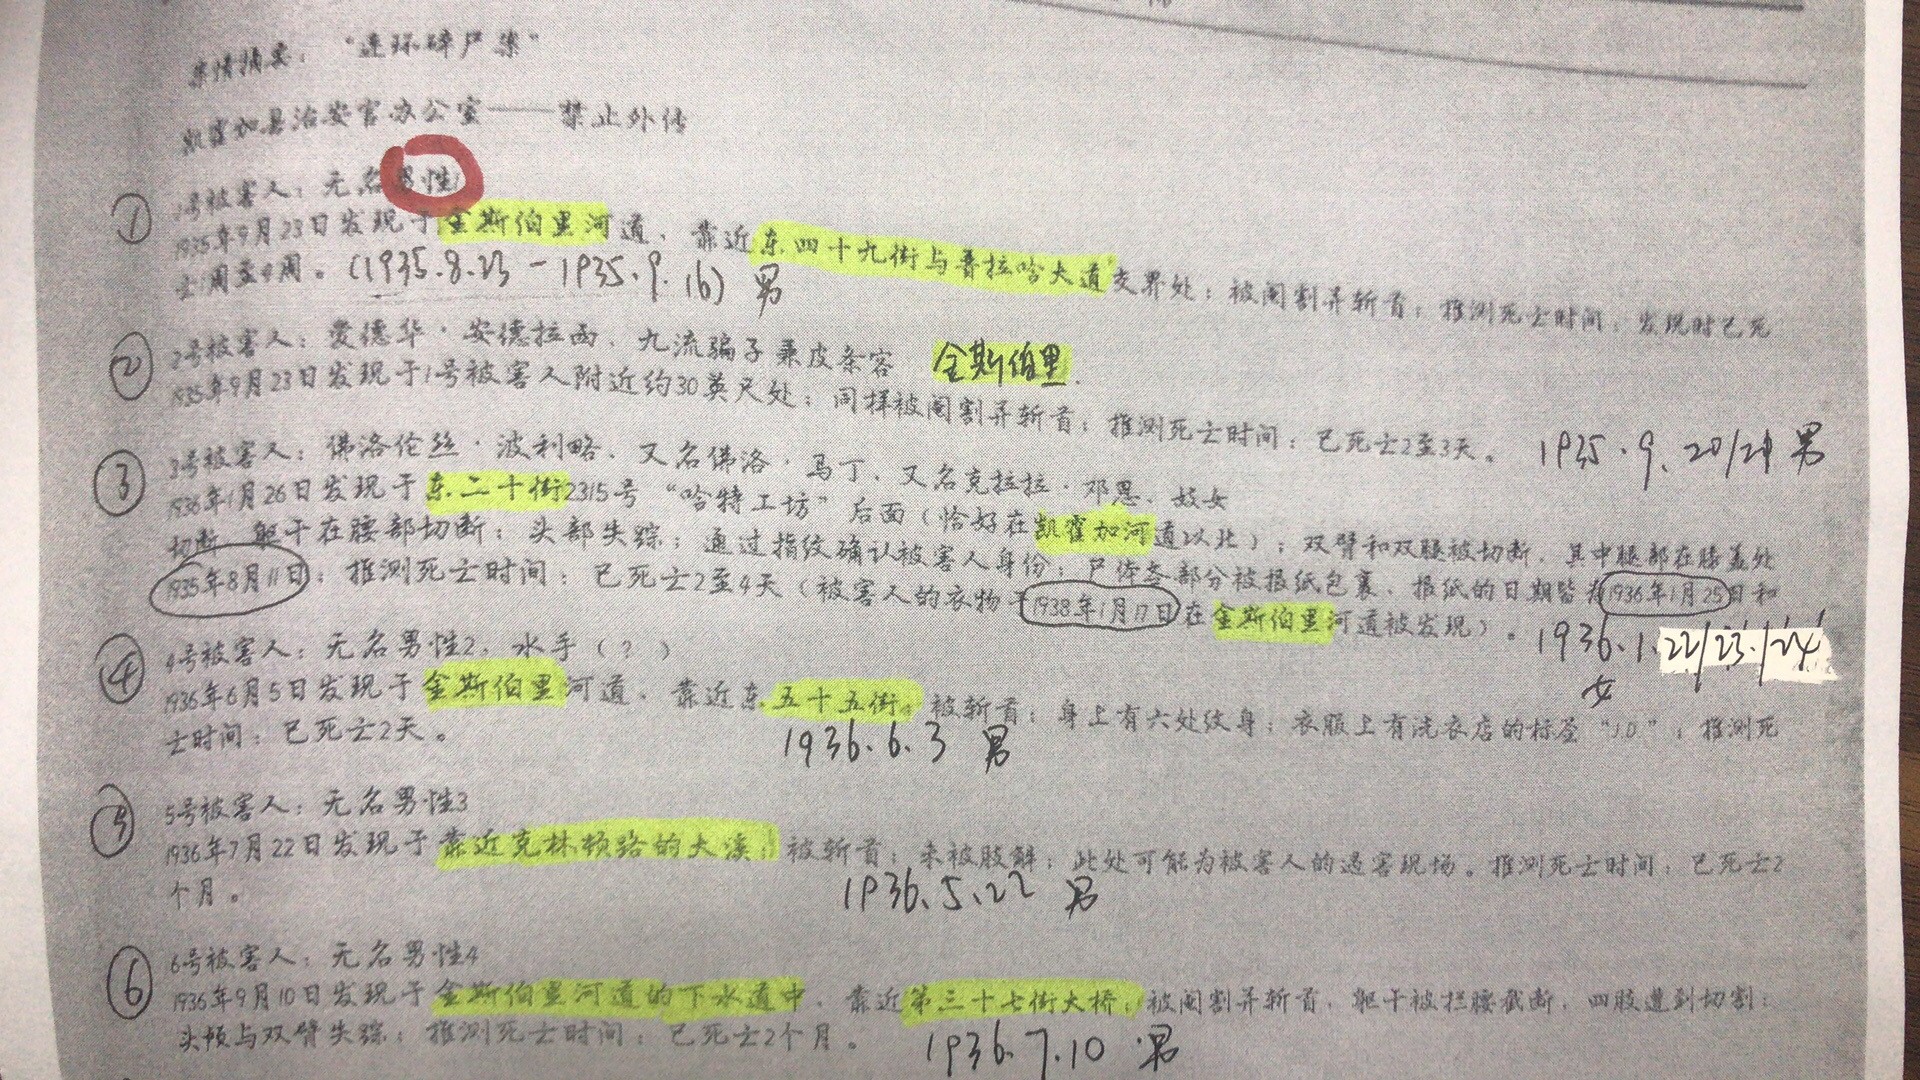 案情摘要："连环碎尸案"
凯霍加县治安官办公室——禁止外传
① 1号被害人：无名男性
1935年9月23日发现于金斯伯里河道、靠近东四十九街与普拉哈大道交界处；被阉割并斩首；推测死亡时间：发现时已死
亡1周至4周。(1935.8.23-1935.9.16) 男
② 2号被害人：爱德华·安德拉西、九流骗子兼皮条客 金斯伯里.
1935年9月23日发现于1号被害人附近约30英尺处；同样被阉割并斩首；推测死亡时间：已死亡2至3天。 1935.9.20/21 男
③ 3号被害人：佛洛伦丝·波利略、又名佛洛·马丁、又名克拉拉·邓恩、妓女
1936年1月26日发现于东二十街2315号"哈特工坊"后面（恰好在凯霍加河道以北）；双臂和双腿被切断、其中腿部在膝盖处
切断、躯干在腰部切断；头部失踪；通过指纹确认被害人身份；尸体各部分被报纸包裹、报纸的日期皆为1936年1月25日和
1935年8月11日；推测死亡时间：已死亡2至4天（被害人的衣物于1938年1月17日在金斯伯里河道被发现）。 1936.1.22/23/24
女
④ 4号被害人：无名男性2、水手（？）
1936年6月5日发现于金斯伯里河道、靠近东五十五街；被斩首；身上有六处纹身；衣服上有洗衣店的标签"J.D."；推测死
亡时间：已死亡2天。 1936.6.3 男
⑤ 5号被害人：无名男性3
1936年7月22日发现于靠近克林顿路的大溪；被斩首；未被肢解；此处可能为被害人的遇害现场。推测死亡时间：已死亡2
个月。 1936.5.22 男
⑥ 6号被害人：无名男性4
1936年9月10日发现于金斯伯里河道的下水道中、靠近第三十七街大桥；被阉割并斩首、躯干被拦腰截断、四肢遭到切割；
头颅与双臂失踪；推测死亡时间：已死亡2个月。 1936.7.10 男